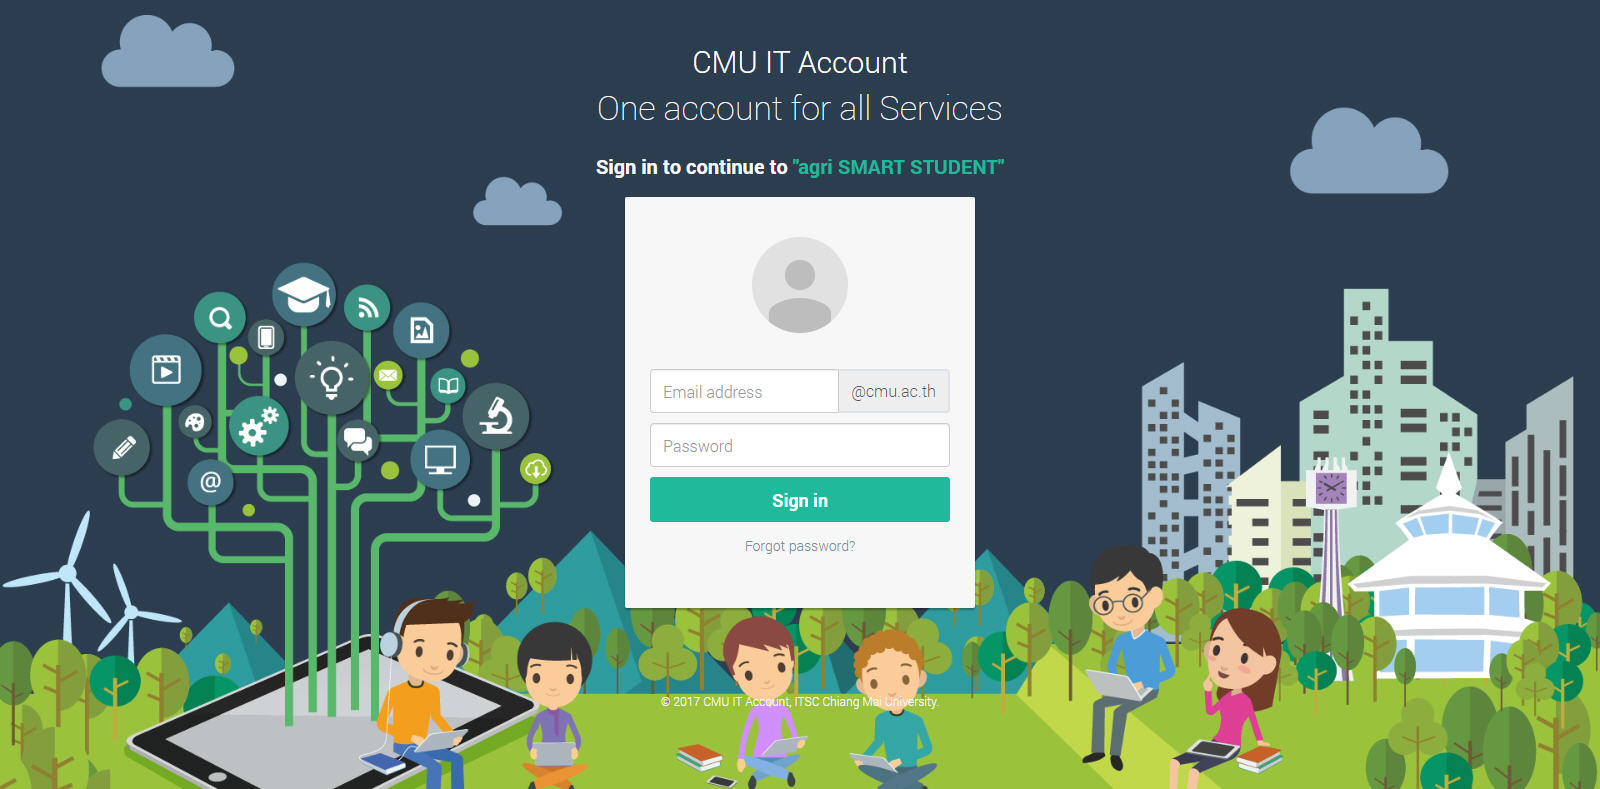 CMU IT Account
One account for all Services
Sign in to continue to "agri SMART STUDENT"
Email address @cmu.ac.th
Password
Sign in
Forgot password?
@
© 2017 CMU IT Account, ITSC Chiang Mai University.